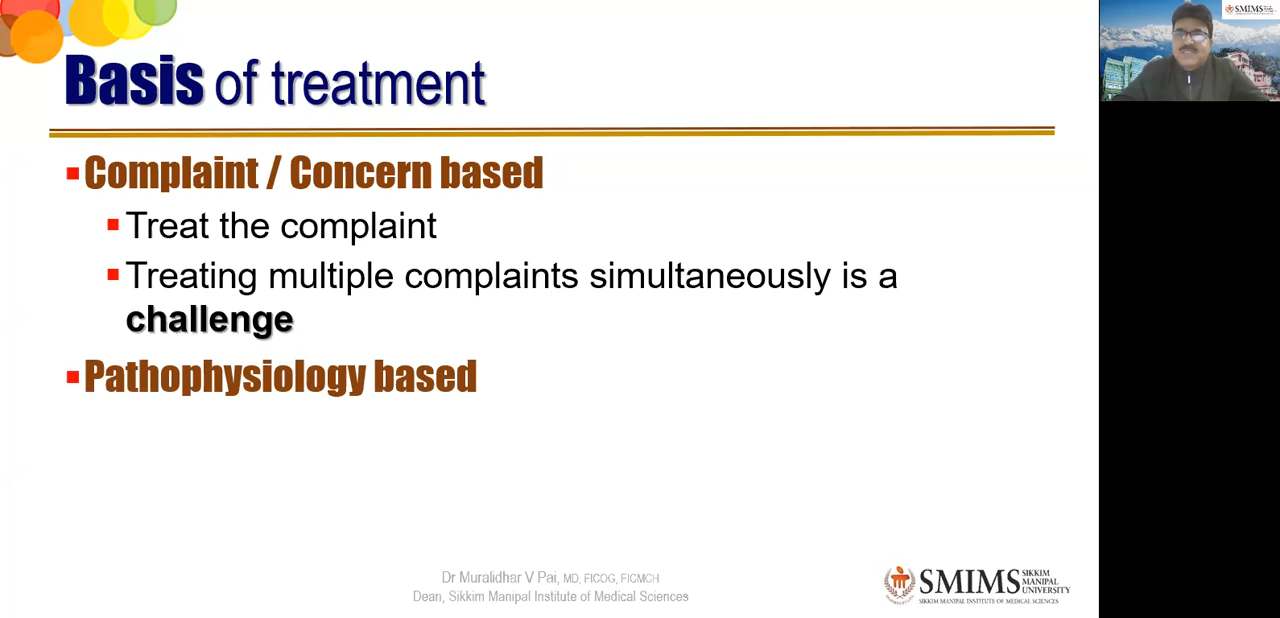 Basis of treatment
Complaint / Concern based
Treat the complaint
Treating multiple complaints simultaneously is a
challenge
Pathophysiology based
Dr Muralidhar V Pai, MD, FICOG, FICMCH
Dean, Sikkim Manipal Institute of Medical Sciences
SMIMS
SIKKIM
MANIPAL
UNIVERSITY
SIKKIM MANIPAL INSTITUTE OF MEDICAL SCIENCES
SMIMS